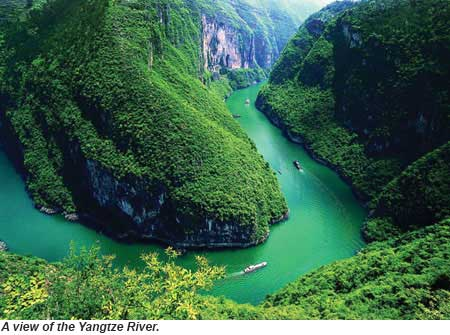 A view of the Yangtze River.